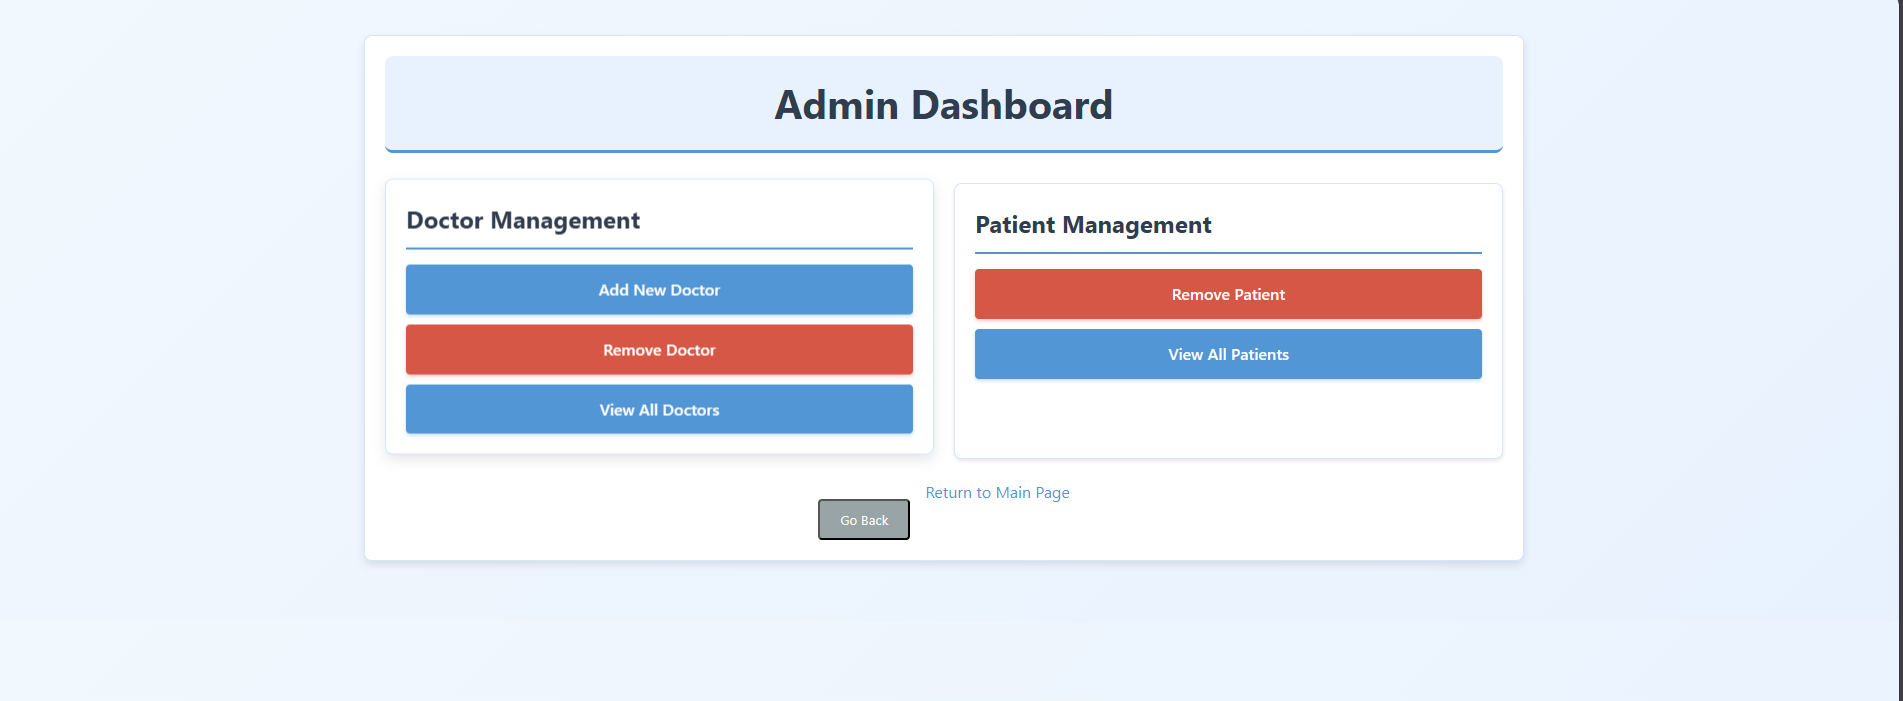 Admin Dashboard
Doctor Management
Add New Doctor
Remove Doctor
View All Doctors
Patient Management
Remove Patient
View All Patients
Go Back
Return to Main Page